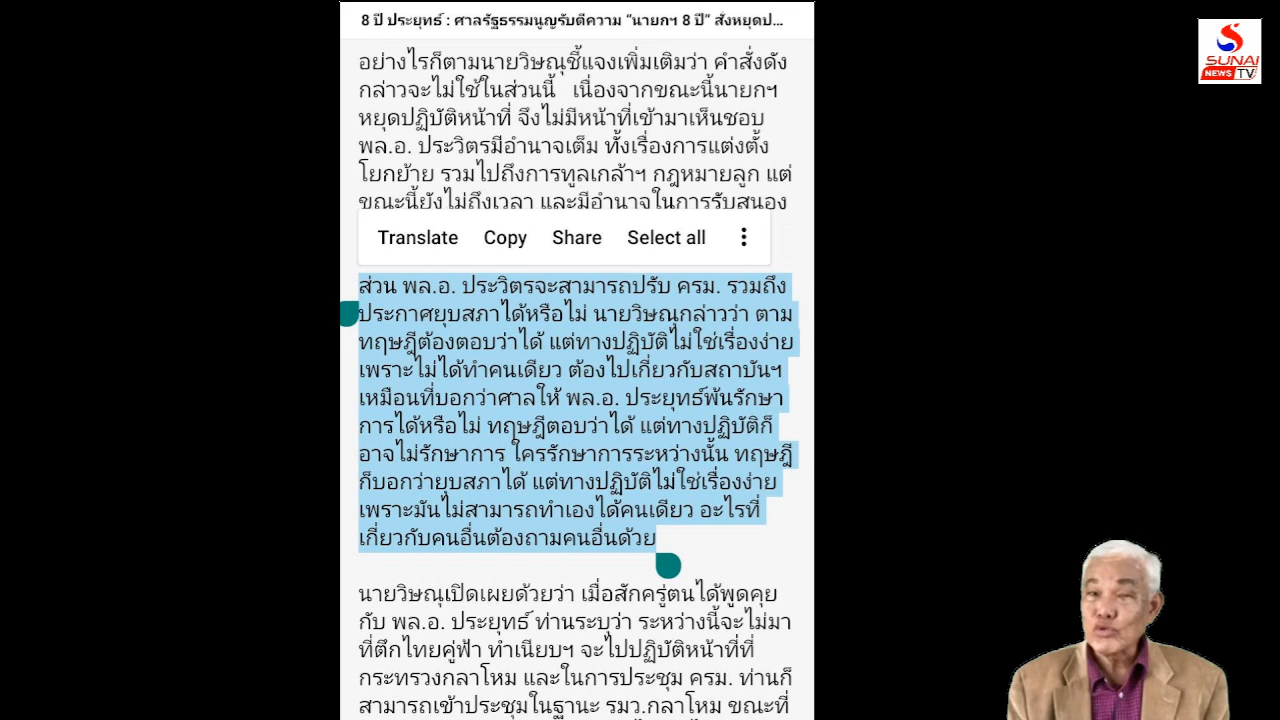 8 ปี ประยุทธ์ : ศาลรัฐธรรมนูญรับตีความ “นายกฯ 8 ปี” สั่งหยุดป...
SUNAI
NEWS TV
อย่างไรก็ตามนายวิษณุชี้แจงเพิ่มเติมว่า คำสั่งดัง
กล่าวจะไม่ใช้ในส่วนนี้ เนื่องจากขณะนี้นายกฯ
หยุดปฏิบัติหน้าที่ จึงไม่มีหน้าที่เข้ามาเห็นชอบ
พล.อ. ประวิตรมีอำนาจเต็ม ทั้งเรื่องการแต่งตั้ง
โยกย้าย รวมไปถึงการทูลเกล้าฯ กฎหมายลูก แต่
ขณะนี้ยังไม่ถึงเวลา และมีอำนาจในการรับสนอง
Translate Copy Share Select all
ส่วน พล.อ. ประวิตรจะสามารถปรับ ครม. รวมถึง
ประกาศยุบสภาได้หรือไม่ นายวิษณุกล่าวว่า ตาม
ทฤษฎีต้องตอบว่าได้ แต่ทางปฏิบัติไม่ใช่เรื่องง่าย
เพราะไม่ได้ทำคนเดียว ต้องไปเกี่ยวกับสถาบันฯ
เหมือนที่บอกว่าศาลให้ พล.อ. ประยุทธ์พ้นรักษา
การได้หรือไม่ ทฤษฎีตอบว่าได้ แต่ทางปฏิบัติก็
อาจไม่รักษาการ ใครรักษาการระหว่างนั้น ทฤษฎี
ก็บอกว่ายุบสภาได้ แต่ทางปฏิบัติไม่ใช่เรื่องง่าย
เพราะมันไม่สามารถทำเองได้คนเดียว อะไรที่
เกี่ยวกับคนอื่นต้องถามคนอื่นด้วย
นายวิษณุเปิดเผยด้วยว่า เมื่อสักครู่ตนได้พูดคุย
กับ พล.อ. ประยุทธ์ ท่านระบุว่า ระหว่างนี้จะไม่มา
ที่ตึกไทยคู่ฟ้า ทำเนียบฯ จะไปปฏิบัติหน้าที่ที่
กระทรวงกลาโหม และในการประชุม ครม. ท่านก็
สามารถเข้าประชุมในฐานะ รมว.กลาโหม ขณะที่